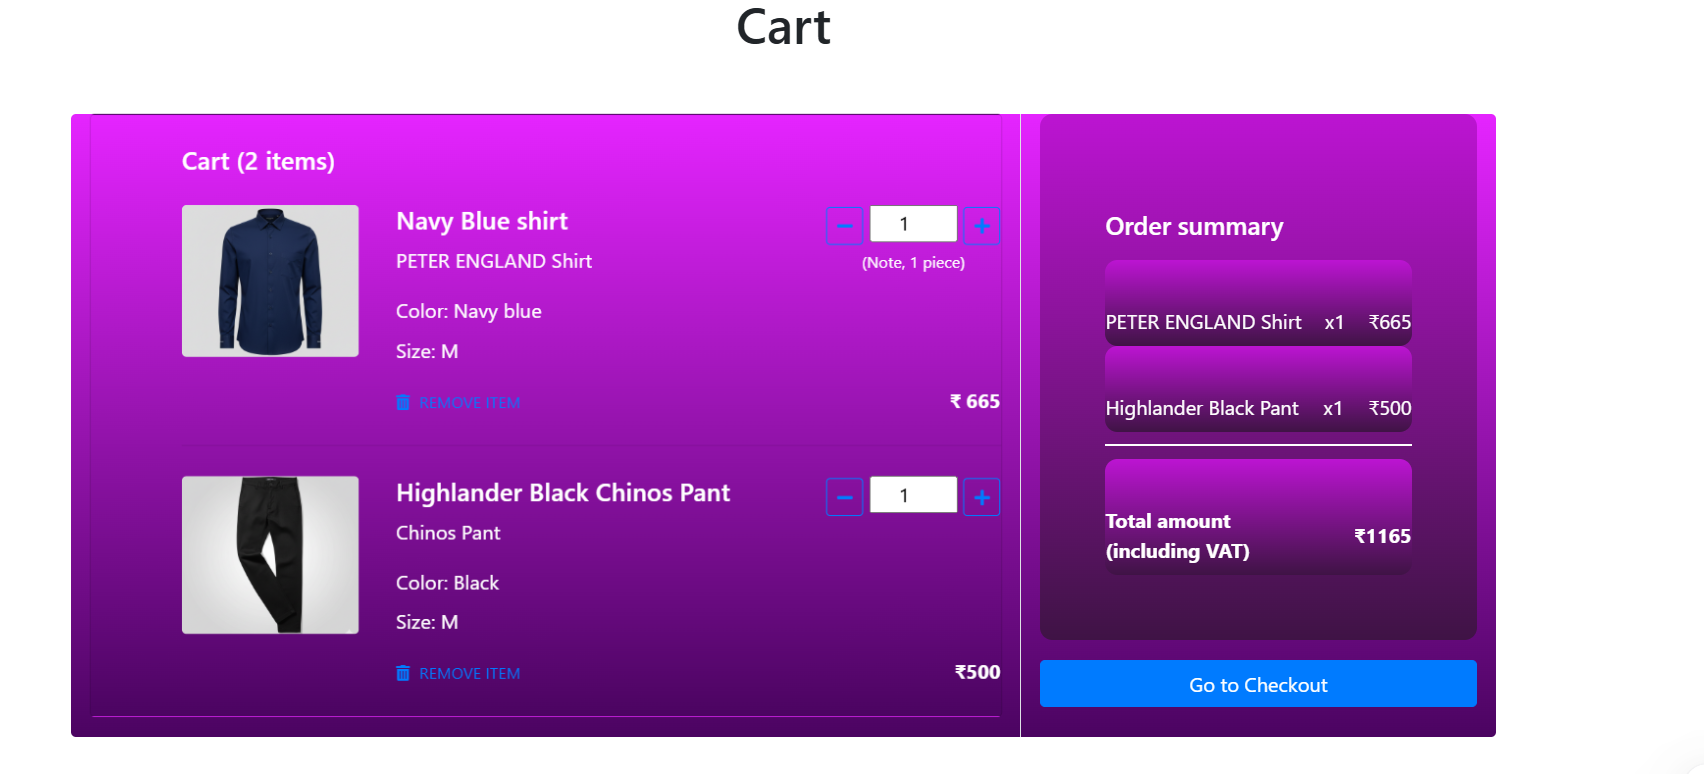 Cart
Cart (2 items)
Navy Blue shirt
PETER ENGLAND Shirt
Color: Navy blue
Size: M
REMOVE ITEM
1
(Note, 1 piece)
₹ 665
Highlander Black Chinos Pant
Chinos Pant
Color: Black
Size: M
REMOVE ITEM
1
₹500
Order summary
PETER ENGLAND Shirt x1 ₹665
Highlander Black Pant x1 ₹500
Total amount
(including VAT)
₹1165
Go to Checkout